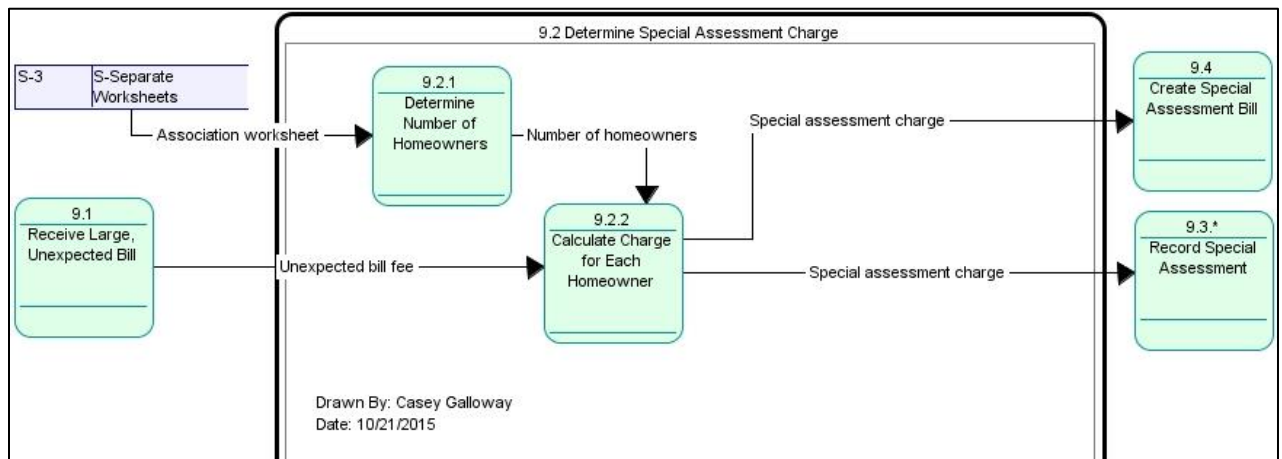 9.2 Determine Special Assessment Charge
S-3
S-Separate
Worksheets
Association worksheet
9.2.1
Determine
Number of
Homeowners
Number of homeowners
Special assessment charge
9.4
Create Special
Assessment Bill
9.1
Receive Large,
Unexpected Bill
Unexpected bill fee
9.2.2
Calculate Charge
for Each
Homeowner
Special assessment charge
9.3.*
Record Special
Assessment
Drawn By: Casey Galloway
Date: 10/21/2015